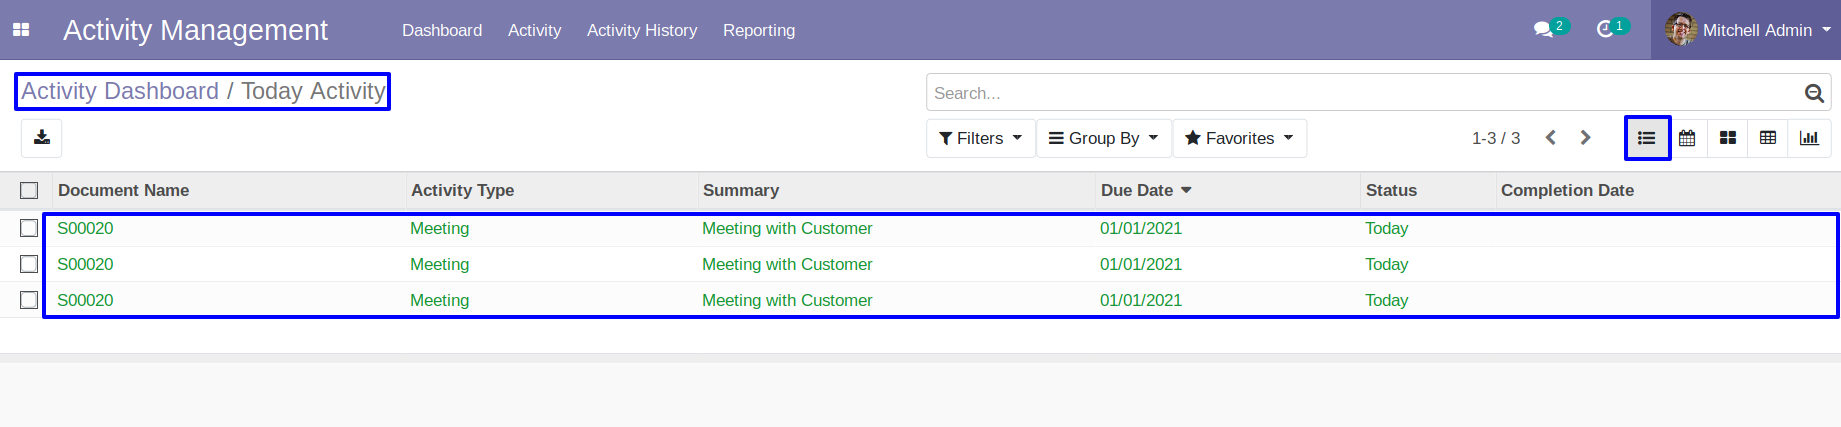 Activity Management Dashboard Activity Activity History Reporting 2 1 Mitchell Admin
Activity Dashboard / Today Activity
Search...
Filters Group By Favorites 1-3 / 3
Document Name Activity Type Summary Due Date Status Completion Date
S00020 Meeting Meeting with Customer 01/01/2021 Today
S00020 Meeting Meeting with Customer 01/01/2021 Today
S00020 Meeting Meeting with Customer 01/01/2021 Today